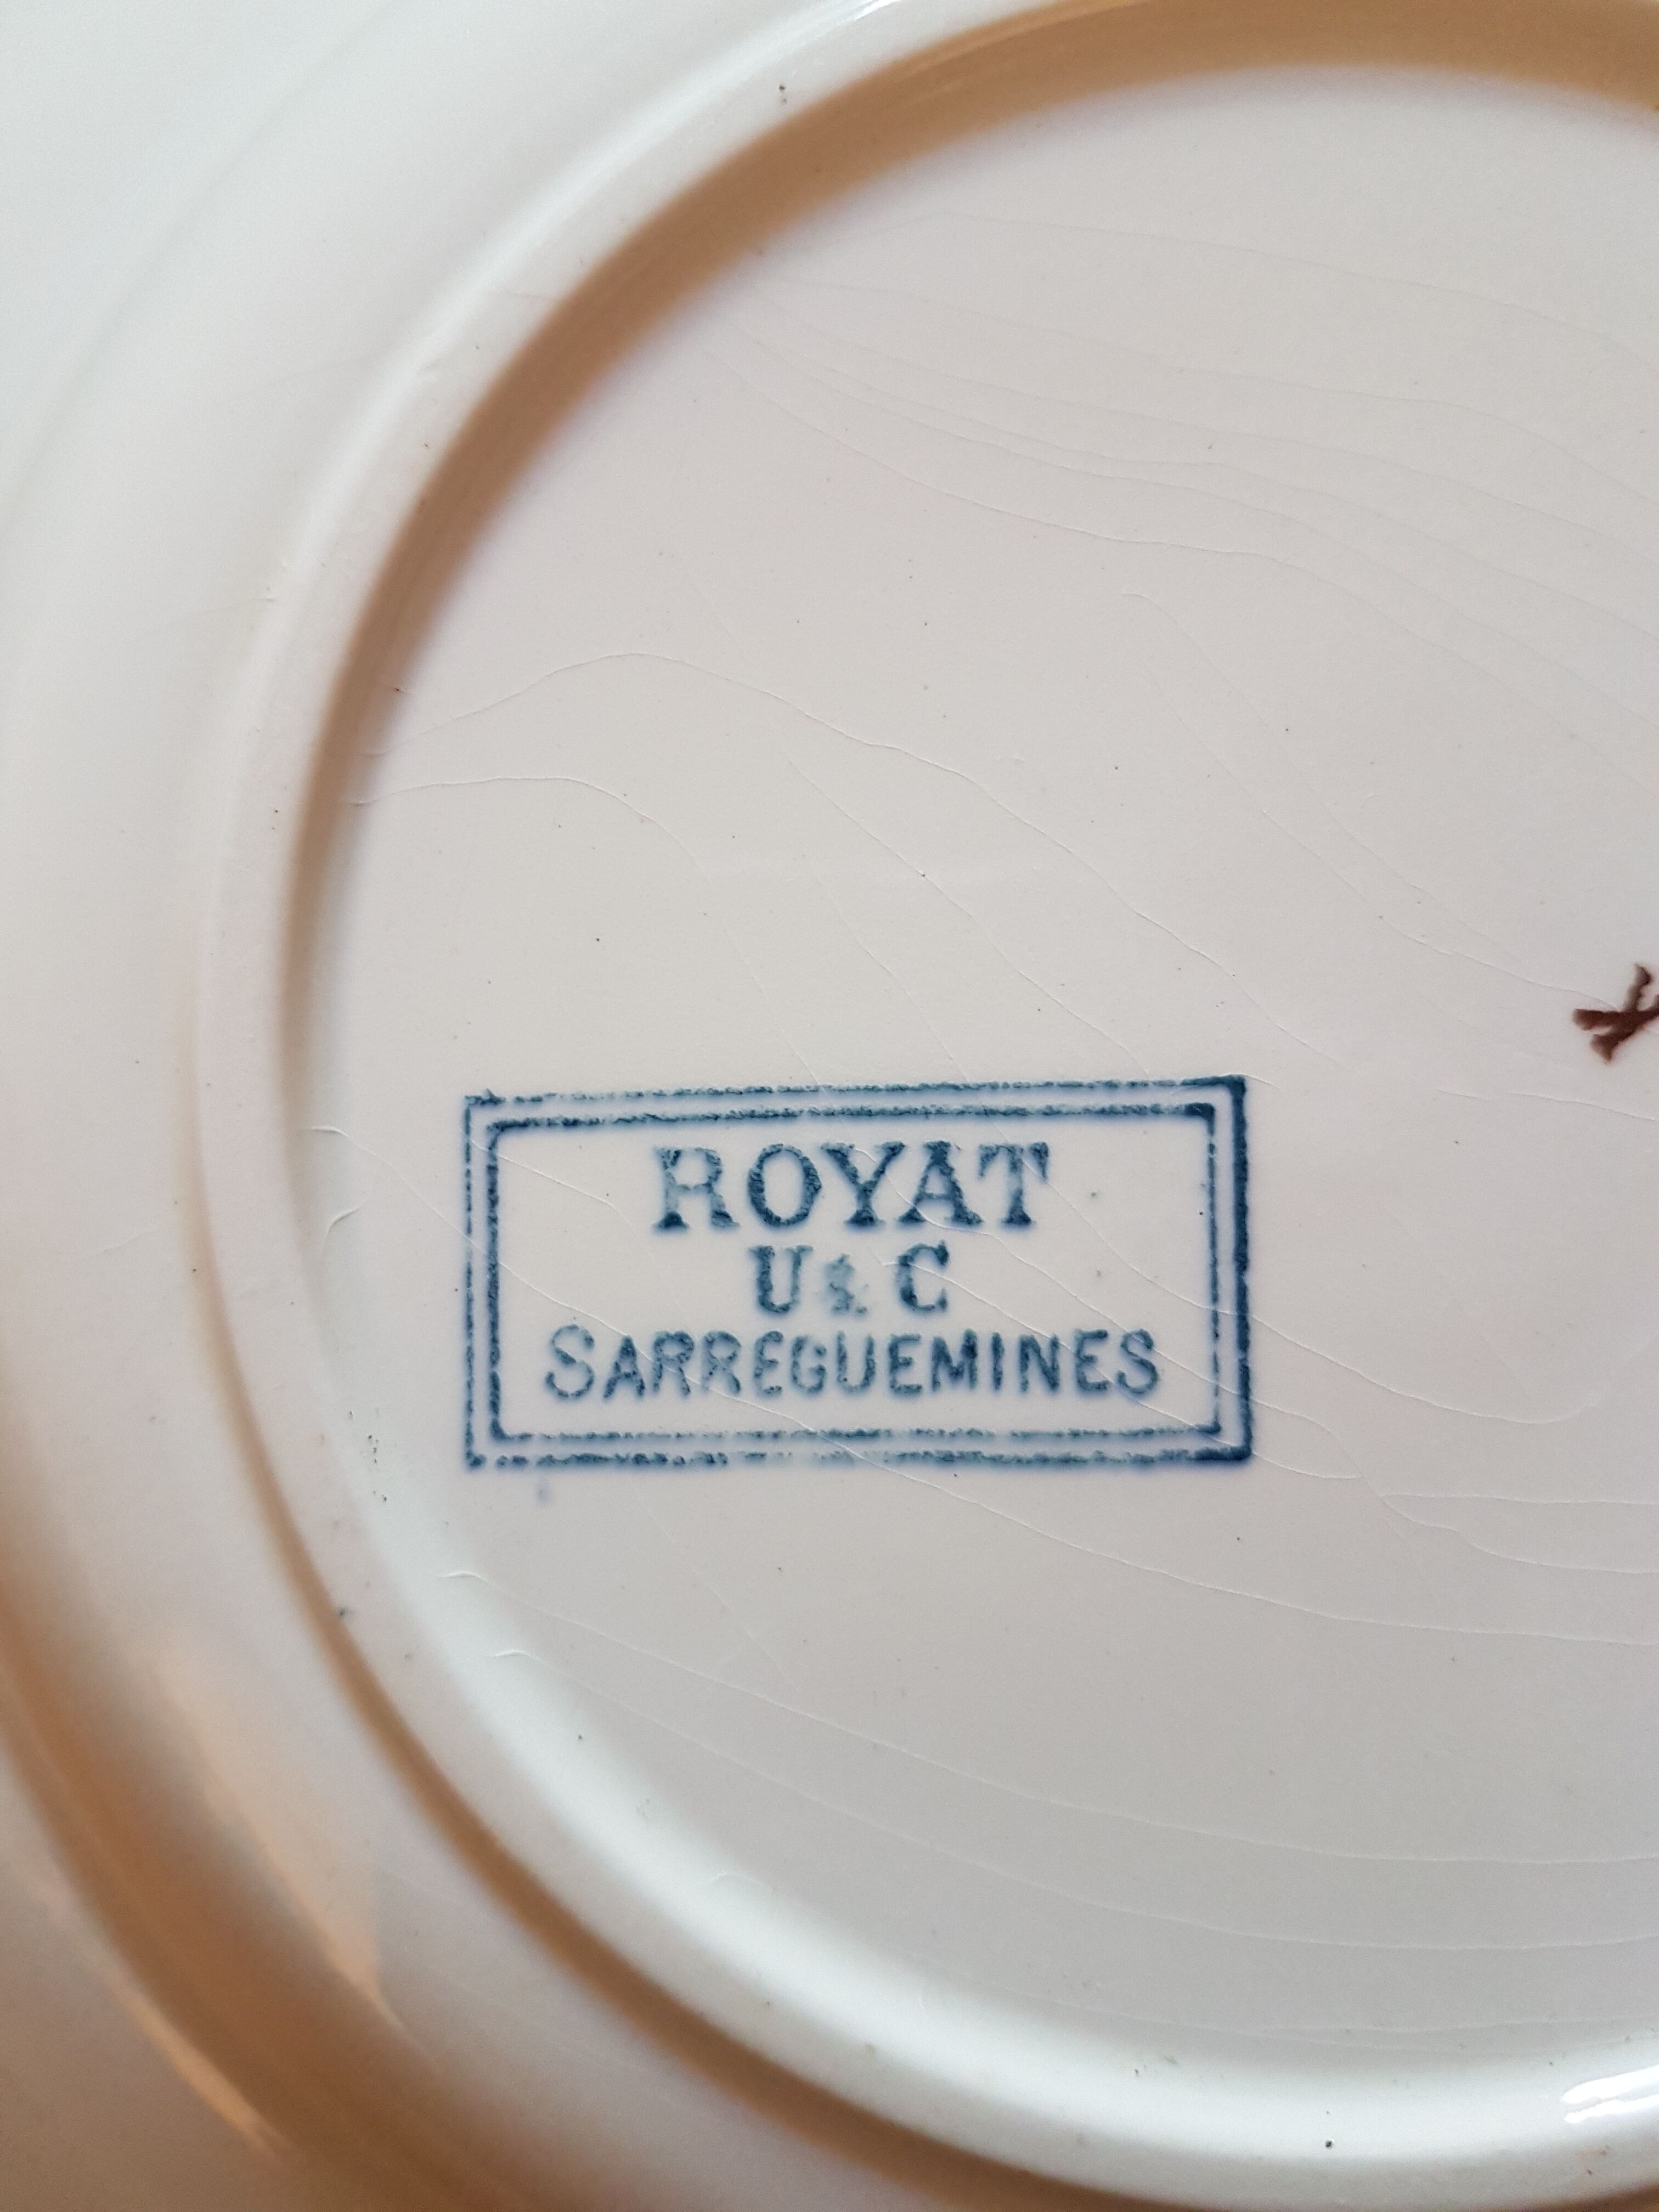 ROYAT
U & C
SARREGUEMINES